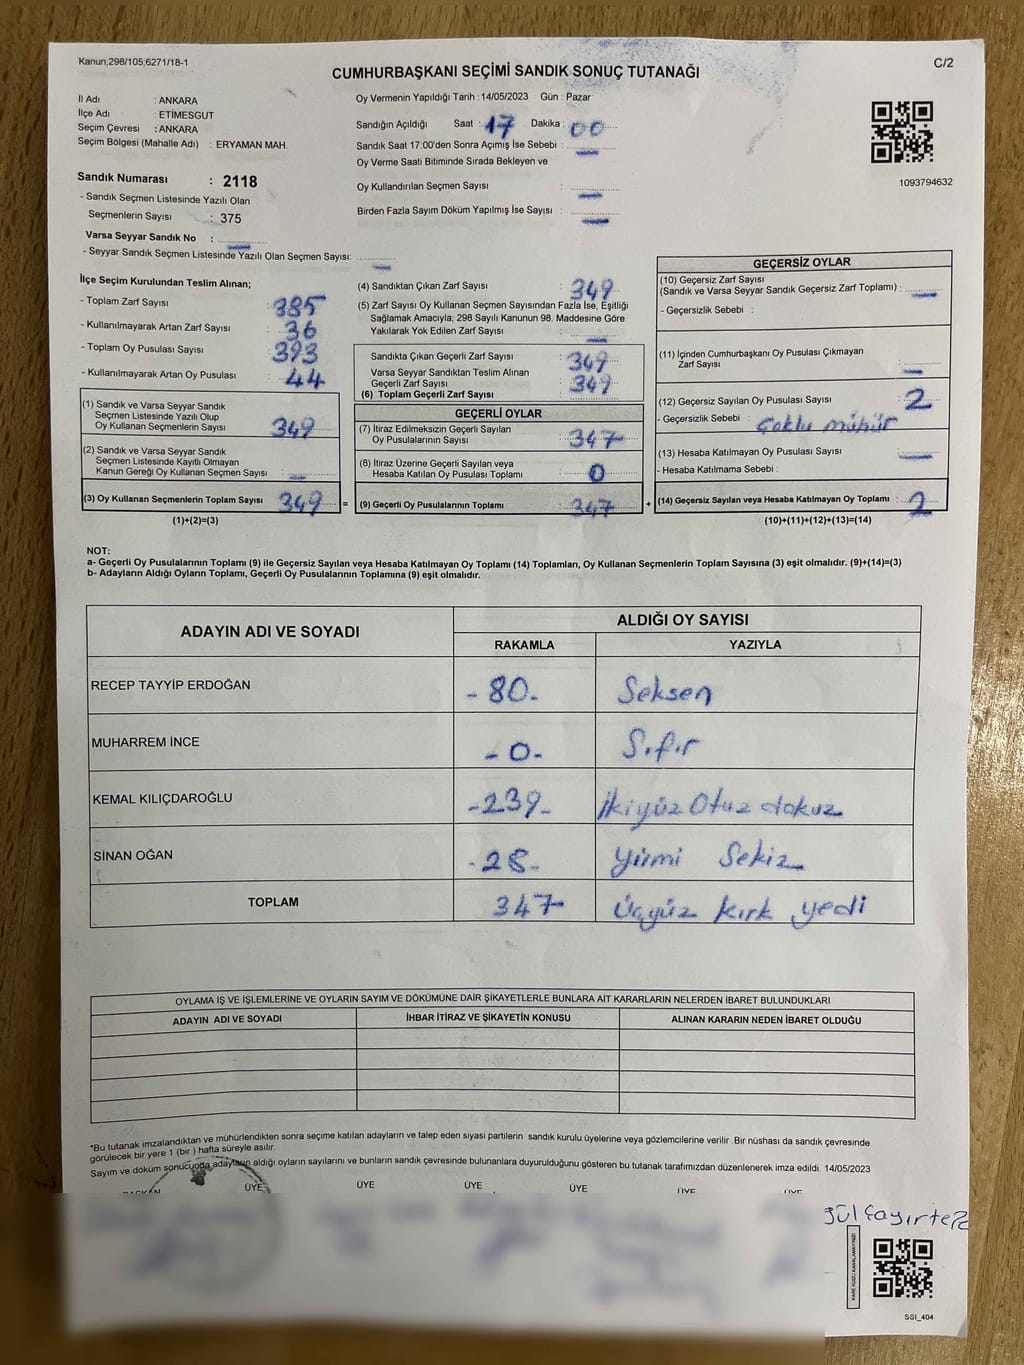 Kanun;298/105;6271/18-1
C/2
CUMHURBAŞKANI SEÇİMİ SANDIK SONUÇ TUTANAĞI
İl Adı : ANKARA
İlçe Adı : ETİMESGUT
Seçim Çevresi : ANKARA
Seçim Bölgesi (Mahalle Adı) : ERYAMAN MAH.
Oy Vermenin Yapıldığı Tarih : 14/05/2023 Gün : Pazar
Sandığın Açıldığı Saat : 17 Dakika : 00
Sandık Saat 17:00'den Sonra Açımış İse Sebebi :
Oy Verme Saati Bitiminde Sırada Bekleyen ve
Oy Kullandırılan Seçmen Sayısı :
Birden Fazla Sayım Döküm Yapılmış İse Sayısı :
1093794632
Sandık Numarası : 2118
- Sandık Seçmen Listesinde Yazılı Olan
Seçmenlerin Sayısı : 375
Varsa Seyyar Sandık No :
- Seyyar Sandık Seçmen Listesinde Yazılı Olan Seçmen Sayısı:
İlçe Seçim Kurulundan Teslim Alınan;
- Toplam Zarf Sayısı : 385
- Kullanılmayarak Artan Zarf Sayısı : 36
- Toplam Oy Pusulası Sayısı : 393
- Kullanılmayarak Artan Oy Pusulası : 44
(1) Sandık ve Varsa Seyyar Sandık
Seçmen Listesinde Yazılı Olup
Oy Kullanan Seçmenlerin Sayısı : 349
(2) Sandık ve Varsa Seyyar Sandık
Seçmen Listesinde Kayıtlı Olmayan
Kanun Gereği Oy Kullanan Seçmen Sayısı :
(3) Oy Kullanan Seçmenlerin Toplam Sayısı : 349 =
(1)+(2)=(3)
(4) Sandıktan Çıkan Zarf Sayısı : 349
(5) Zarf Sayısı Oy Kullanan Seçmen Sayısından Fazla İse, Eşitliği
Sağlamak Amacıyla; 298 Sayılı Kanunun 98. Maddesine Göre
Yakılarak Yok Edilen Zarf Sayısı :
Sandıkta Çıkan Geçerli Zarf Sayısı : 349
Varsa Seyyar Sandıktan Teslim Alınan
Geçerli Zarf Sayısı : 349
(6) Toplam Geçerli Zarf Sayısı :
GEÇERLİ OYLAR
(7) İtiraz Edilmeksizin Geçerli Sayılan
Oy Pusulalarının Sayısı : 347
(8) İtiraz Üzerine Geçerli Sayılan veya
Hesaba Katılan Oy Pusulası Toplamı : 0
(9) Geçerli Oy Pusulalarının Toplamı : 347 +
GEÇERSİZ OYLAR
(10) Geçersiz Zarf Sayısı
(Sandık ve Varsa Seyyar Sandık Geçersiz Zarf Toplamı) :
- Geçersizlik Sebebi :
(11) İçinden Cumhurbaşkanı Oy Pusulası Çıkmayan
Zarf Sayısı :
(12) Geçersiz Sayılan Oy Pusulası Sayısı : 2
- Geçersizlik Sebebi : Çoklu mühür
(13) Hesaba Katılmayan Oy Pusulası Sayısı :
- Hesaba Katılmama Sebebi :
(14) Geçersiz Sayılan veya Hesaba Katılmayan Oy Toplamı : 2
(10)+(11)+(12)+(13)=(14)
NOT:
a- Geçerli Oy Pusulalarının Toplamı (9) ile Geçersiz Sayılan veya Hesaba Katılmayan Oy Toplamı (14) Toplamları, Oy Kullanan Seçmenlerin Toplam Sayısına (3) eşit olmalıdır. (9)+(14)=(3)
b- Adayların Aldığı Oyların Toplamı, Geçerli Oy Pusulalarının Toplamına (9) eşit olmalıdır.
ADAYIN ADI VE SOYADI
ALDIĞI OY SAYISI
RAKAMLA YAZIYLA
RECEP TAYYİP ERDOĞAN - 80. Seksen
MUHARREM İNCE - 0- Sıfır
KEMAL KILIÇDAROĞLU -239- İkiyüz Otuz dokuz
SİNAN OĞAN - 28- Yirmi Sekiz
TOPLAM 347 Üçyüz kırk yedi
OYLAMA İŞ VE İŞLEMLERİNE VE OYLARIN SAYIM VE DÖKÜMÜNE DAİR ŞİKAYETLERLE BUNLARA AİT KARARLARIN NELERDEN İBARET BULUNDUKLARI
ADAYIN ADI VE SOYADI İHBAR İTİRAZ VE ŞİKAYETİN KONUSU ALINAN KARARIN NEDEN İBARET OLDUĞU
*Bu tutanak imzalandıktan ve mühürlendikten sonra seçime katılan adayların ve talep eden siyasi partilerin sandık kurulu üyelerine veya gözlemcilerine verilir .Bir nüshası da sandık çevresinde
görülecek bir yere 1 (bir ) hafta süreyle asılır.
Sayım ve döküm sonucuoda adayların aldığı oyların sayılarını ve bunların sandık çevresinde bulunanlara duyurulduğunu gösteren bu tutanak tarafımızdan düzenlenerek imza edildi. 14/05/2023
BAŞKAN ÜYE ÜYE ÜYE ÜYE ÜYE ÜYE
SSİ_404